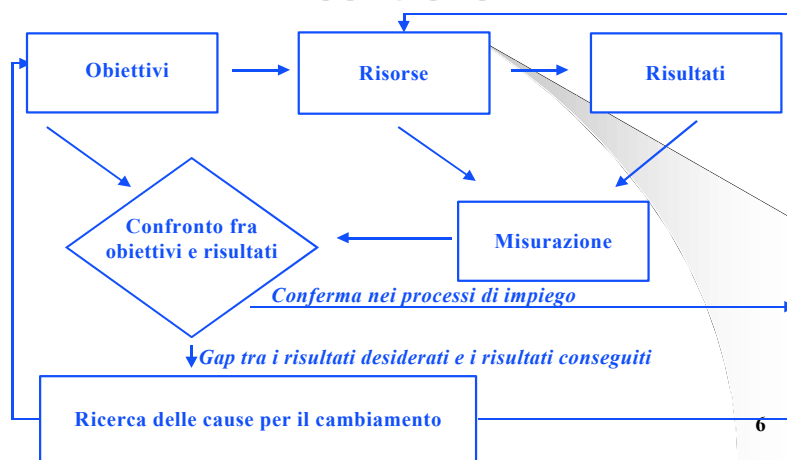 Obiettivi
Risorse
Risultati
Confronto fra
obiettivi e risultati
Misurazione
Conferma nei processi di impiego
Gap tra i risultati desiderati e i risultati conseguiti
Ricerca delle cause per il cambiamento
6